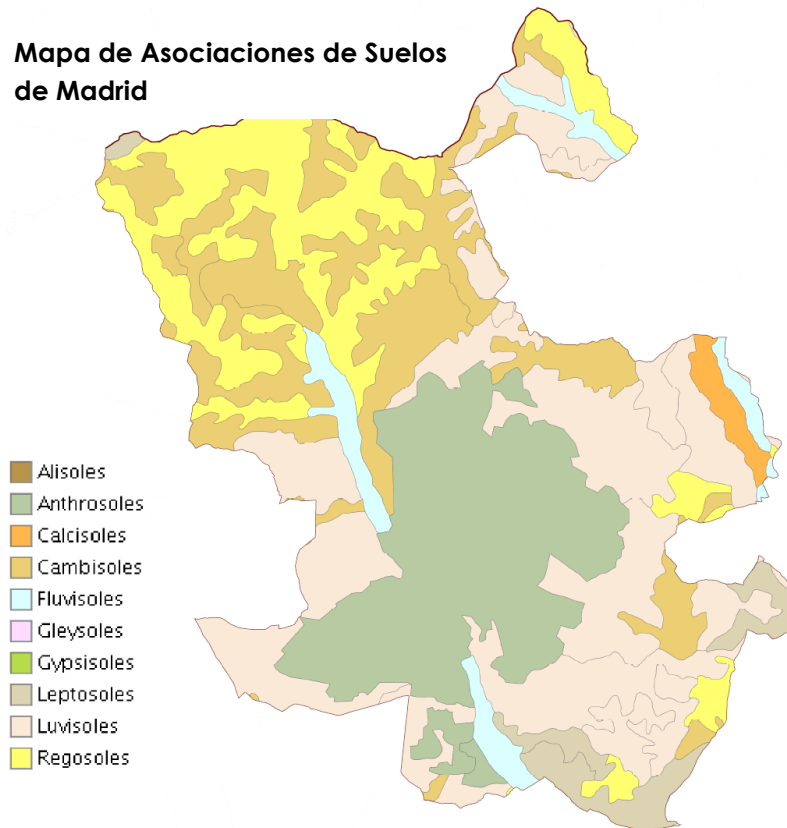 Mapa de Asociaciones de Suelos
de Madrid
Alisoles
Anthrosoles
Calcisoles
Cambisoles
Fluvisoles
Gleysoles
Gypsisoles
Leptosoles
Luvisoles
Regosoles